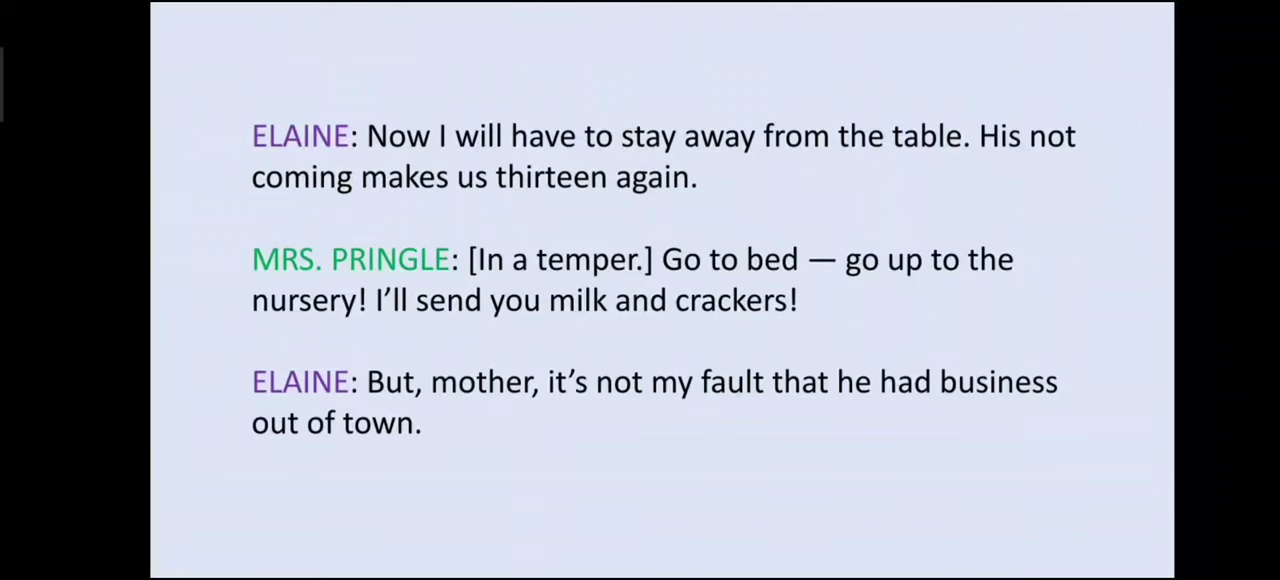 ELAINE: Now I will have to stay away from the table. His not
coming makes us thirteen again.
MRS. PRINGLE: [In a temper.] Go to bed — go up to the
nursery! I’ll send you milk and crackers!
ELAINE: But, mother, it’s not my fault that he had business
out of town.